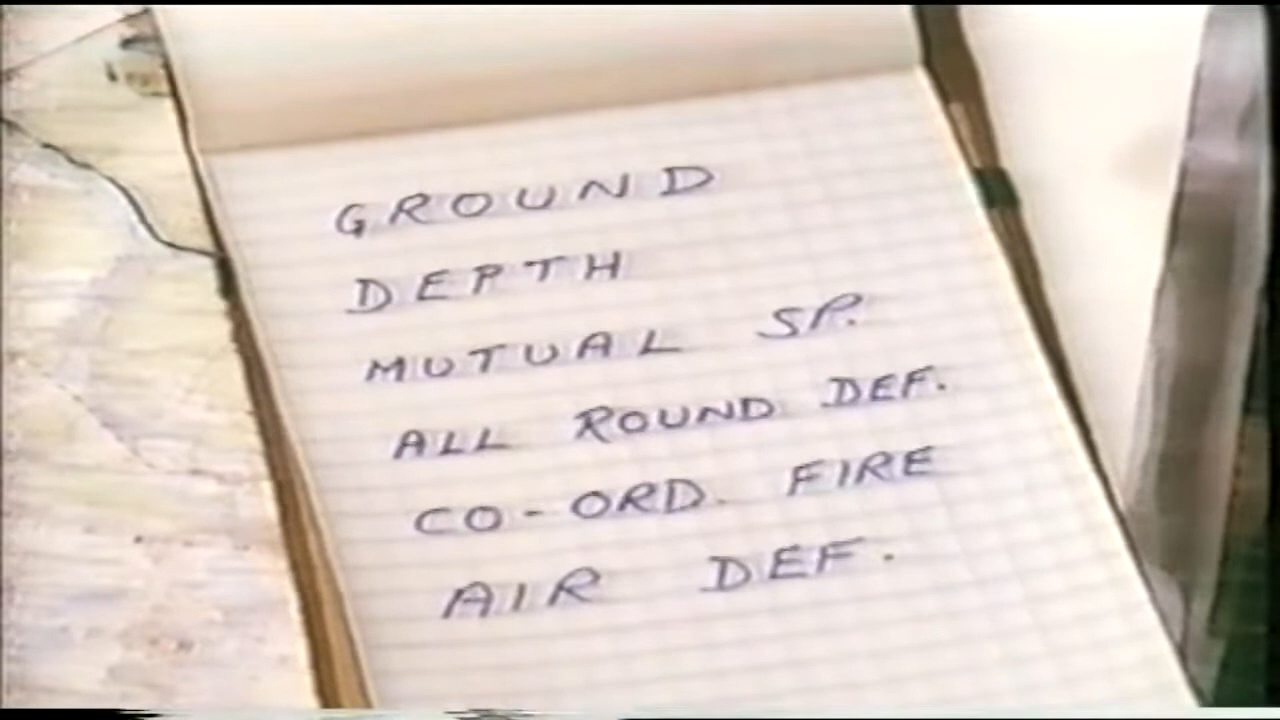 GROUND
DEPTH
MUTUAL SP.
ALL ROUND DEF.
CO-ORD. FIRE
AIR DEF.